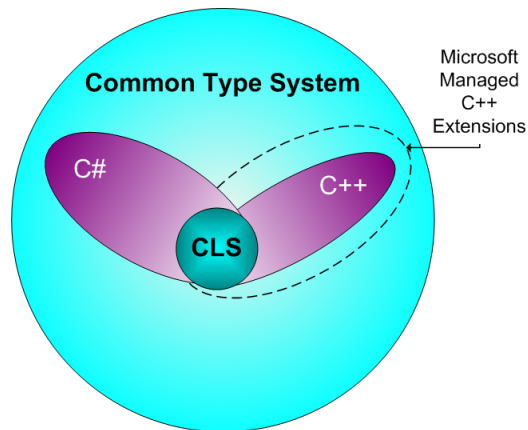 Common Type System
Microsoft
Managed
C++
Extensions
C#
C++
CLS